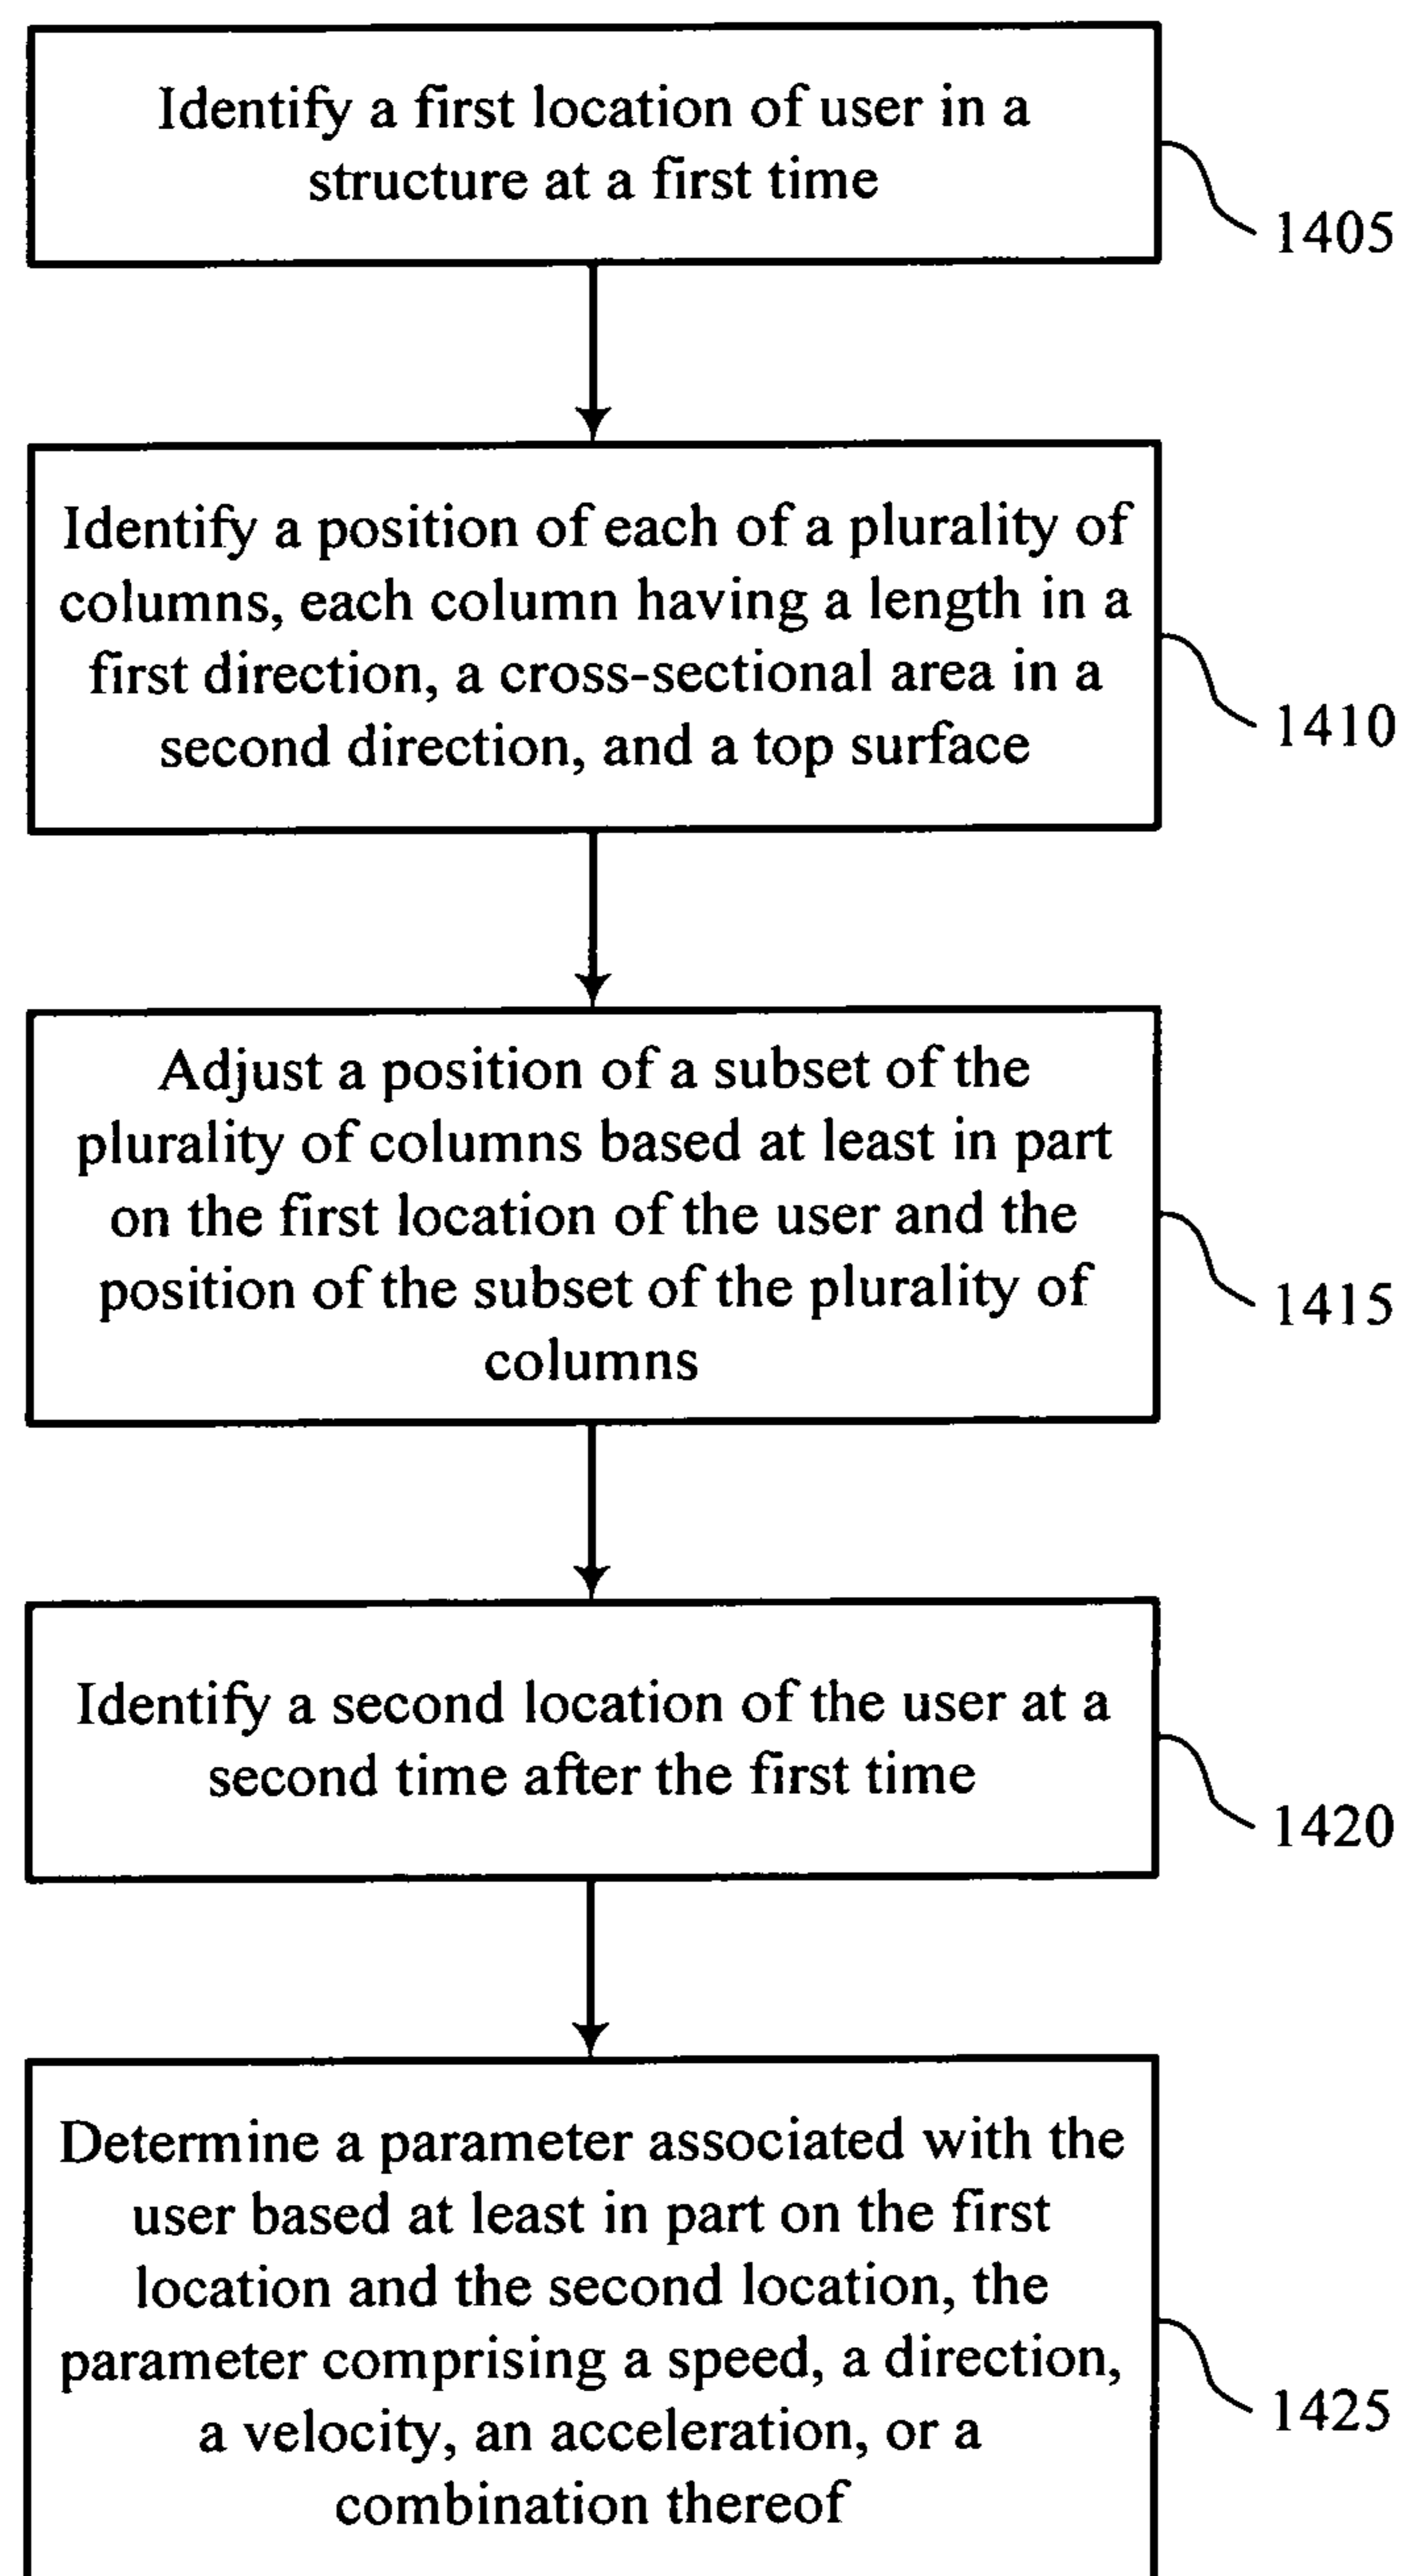 Identify a first location of user in a
structure at a first time
1405
Identify a position of each of a plurality of
columns, each column having a length in a
first direction, a cross-sectional area in a
second direction, and a top surface
1410
Adjust a position of a subset of the
plurality of columns based at least in part
on the first location of the user and the
position of the subset of the plurality of
columns
1415
Identify a second location of the user at a
second time after the first time
1420
Determine a parameter associated with the
user based at least in part on the first
location and the second location, the
parameter comprising a speed, a direction,
a velocity, an acceleration, or a
combination thereof
1425